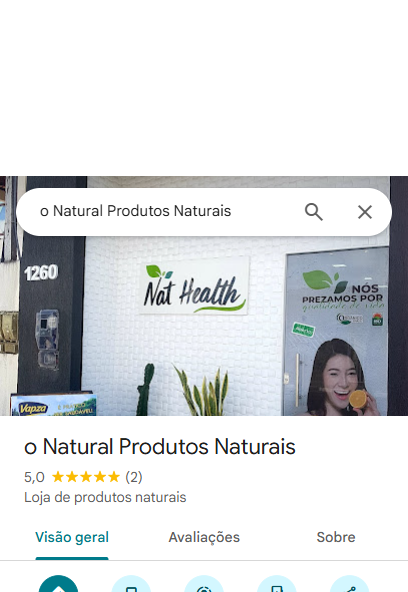 o Natural Produtos Naturais
1260
Nat Health
NÓS
PREZAMOS POR
qualidade de vida
Vapza
o Natural Produtos Naturais
5,0 (2)
Loja de produtos naturais
Visão geral
Avaliações
Sobre